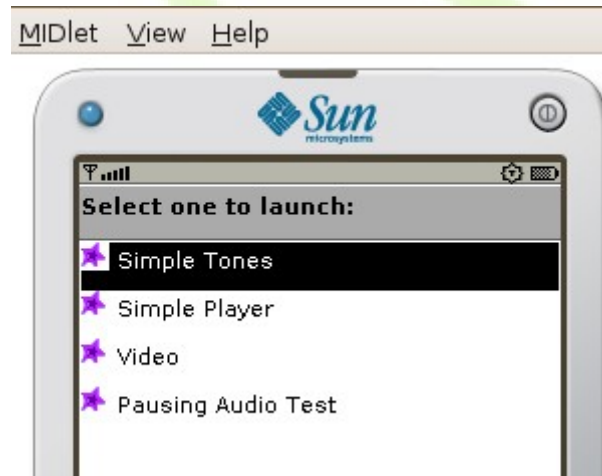 MIDlet View Help
Sun
microsystems
Select one to launch:
Simple Tones
Simple Player
Video
Pausing Audio Test